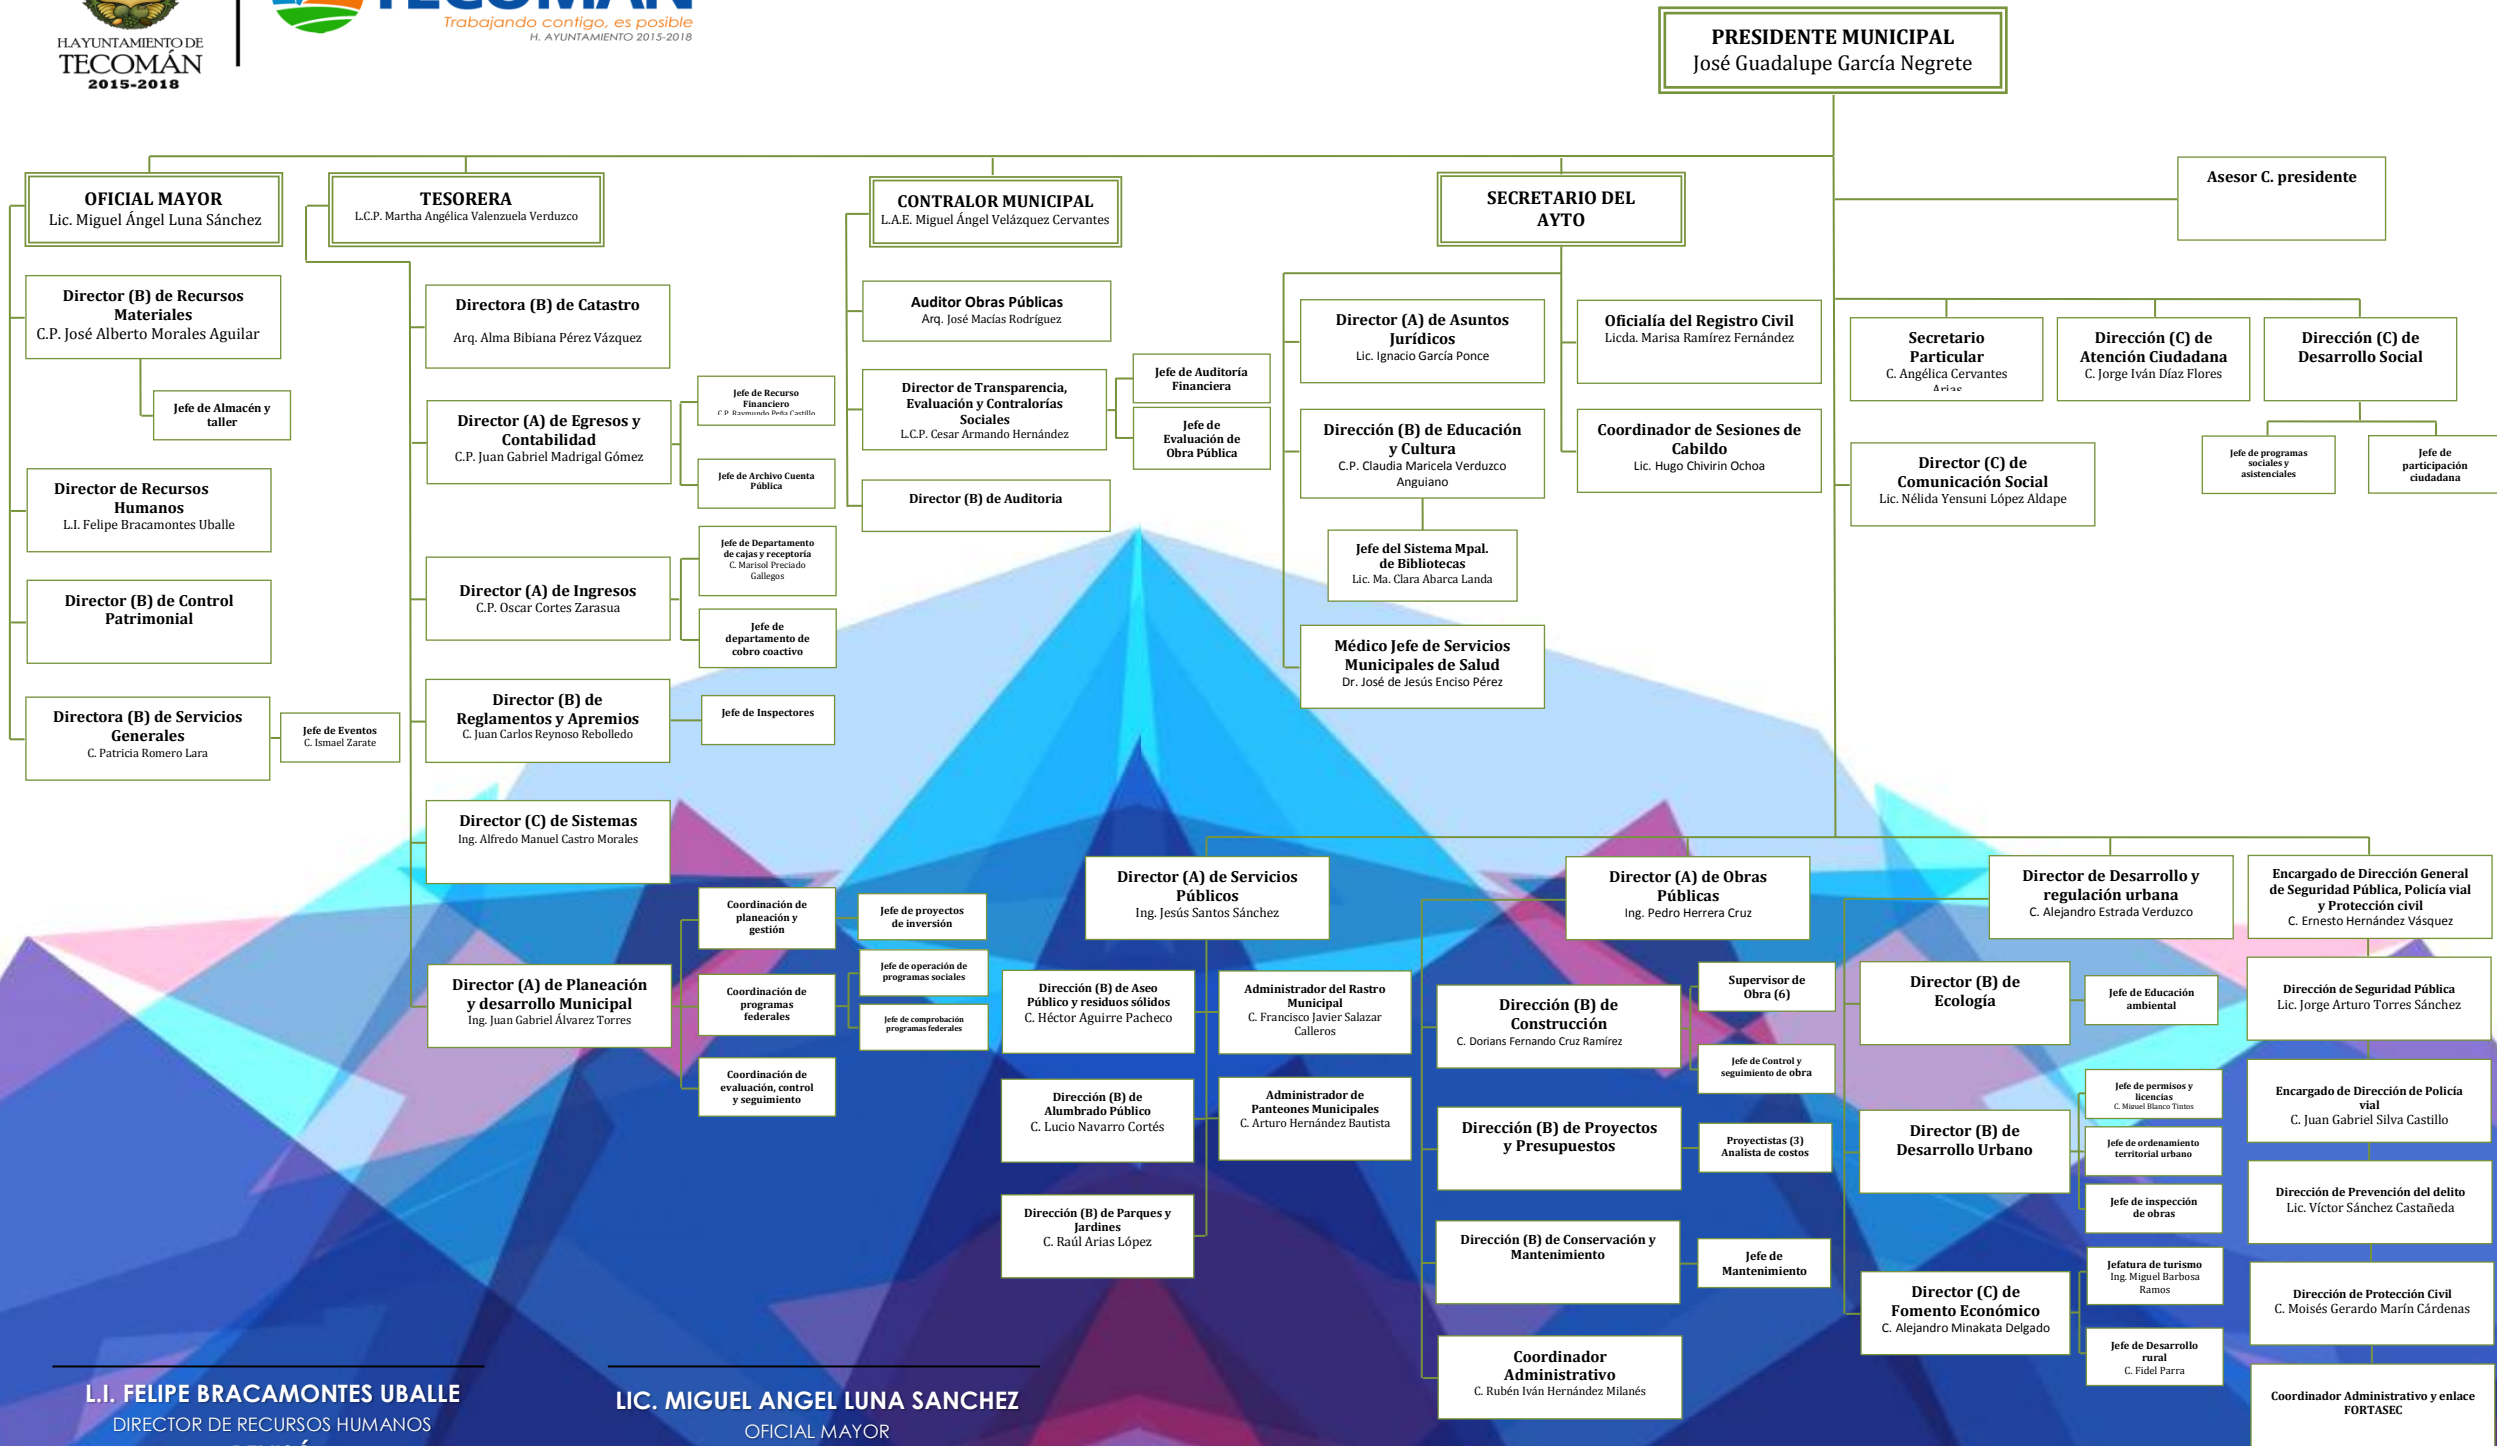 H.AYUNTAMIENTO DE
TECOMÁN
2015-2018
TECOMÁN
Trabajando contigo, es posible
H. AYUNTAMIENTO 2015-2018
PRESIDENTE MUNICIPAL
José Guadalupe García Negrete
OFICIAL MAYOR
Lic. Miguel Ángel Luna Sánchez
TESORERA
L.C.P. Martha Angélica Valenzuela Verduzco
CONTRALOR MUNICIPAL
L.A.E. Miguel Ángel Velázquez Cervantes
SECRETARIO DEL
AYTO
Asesor C. presidente
Director (B) de Recursos
Materiales
C.P. José Alberto Morales Aguilar
Jefe de Almacén y
taller
Director de Recursos
Humanos
L.I. Felipe Bracamontes Uballe
Director (B) de Control
Patrimonial
Directora (B) de Servicios
Generales
C. Patricia Romero Lara
Jefe de Eventos
C. Ismael Zarate
Directora (B) de Catastro
Arq. Alma Bibiana Pérez Vázquez
Director (A) de Egresos y
Contabilidad
C.P. Juan Gabriel Madrigal Gómez
Jefe de Recurso
Financiero
C.P. Raymundo Peña Castillo
Jefe de Archivo Cuenta
Pública
Director (A) de Ingresos
C.P. Oscar Cortes Zarasua
Jefe de Departamento
de cajas y receptoría
C. Marisol Preciado
Gallegos
Jefe de
departamento de
cobro coactivo
Director (B) de
Reglamentos y Apremios
C. Juan Carlos Reynoso Rebolledo
Jefe de Inspectores
Director (C) de Sistemas
Ing. Alfredo Manuel Castro Morales
Director (A) de Planeación
y desarrollo Municipal
Ing. Juan Gabriel Álvarez Torres
Coordinación de
planeación y
gestión
Jefe de proyectos
de inversión
Coordinación de
programas
federales
Jefe de operación de
programas sociales
Jefe de comprobación
programas federales
Coordinación de
evaluación, control
y seguimiento
Auditor Obras Públicas
Arq. José Macías Rodríguez
Director de Transparencia,
Evaluación y Contralorías
Sociales
L.C.P. Cesar Armando Hernández
Jefe de Auditoría
Financiera
Jefe de
Evaluación de
Obra Pública
Director (B) de Auditoria
Director (A) de Asuntos
Jurídicos
Lic. Ignacio García Ponce
Oficialía del Registro Civil
Licda. Marisa Ramírez Fernández
Dirección (B) de Educación
y Cultura
C.P. Claudia Maricela Verduzco
Anguiano
Coordinador de Sesiones de
Cabildo
Lic. Hugo Chivirin Ochoa
Jefe del Sistema Mpal.
de Bibliotecas
Lic. Ma. Clara Abarca Landa
Médico Jefe de Servicios
Municipales de Salud
Dr. José de Jesús Enciso Pérez
Secretario
Particular
C. Angélica Cervantes
Arias
Dirección (C) de
Atención Ciudadana
C. Jorge Iván Díaz Flores
Dirección (C) de
Desarrollo Social
Jefe de programas
sociales y
asistenciales
Jefe de
participación
ciudadana
Director (C) de
Comunicación Social
Lic. Nélida Yensuni López Aldape
Director (A) de Servicios
Públicos
Ing. Jesús Santos Sánchez
Dirección (B) de Aseo
Público y residuos sólidos
C. Héctor Aguirre Pacheco
Administrador del Rastro
Municipal
C. Francisco Javier Salazar
Calleros
Dirección (B) de
Alumbrado Público
C. Lucio Navarro Cortés
Administrador de
Panteones Municipales
C. Arturo Hernández Bautista
Dirección (B) de Parques y
Jardines
C. Raúl Arias López
Director (A) de Obras
Públicas
Ing. Pedro Herrera Cruz
Dirección (B) de
Construcción
C. Dorians Fernando Cruz Ramírez
Supervisor de
Obra (6)
Jefe de Control y
seguimiento de obra
Dirección (B) de Proyectos
y Presupuestos
Proyectistas (3)
Analista de costos
Dirección (B) de Conservación y
Mantenimiento
Jefe de
Mantenimiento
Coordinador
Administrativo
C. Rubén Iván Hernández Milanés
Director de Desarrollo y
regulación urbana
C. Alejandro Estrada Verduzco
Director (B) de
Ecología
Jefe de Educación
ambiental
Director (B) de
Desarrollo Urbano
Jefe de permisos y
licencias
C. Miguel Blanco Tintos
Jefe de ordenamiento
territorial urbano
Jefe de inspección
de obras
Director (C) de
Fomento Económico
C. Alejandro Minakata Delgado
Jefatura de turismo
Ing. Miguel Barbosa
Ramos
Jefe de Desarrollo
rural
C. Fidel Parra
Encargado de Dirección General
de Seguridad Pública, Policía vial
y Protección civil
C. Ernesto Hernández Vásquez
Dirección de Seguridad Pública
Lic. Jorge Arturo Torres Sánchez
Encargado de Dirección de Policía
vial
C. Juan Gabriel Silva Castillo
Dirección de Prevención del delito
Lic. Víctor Sánchez Castañeda
Dirección de Protección Civil
C. Moisés Gerardo Marín Cárdenas
Coordinador Administrativo y enlace
FORTASEC
L.I. FELIPE BRACAMONTES UBALLE
DIRECTOR DE RECURSOS HUMANOS
LIC. MIGUEL ANGEL LUNA SANCHEZ
OFICIAL MAYOR